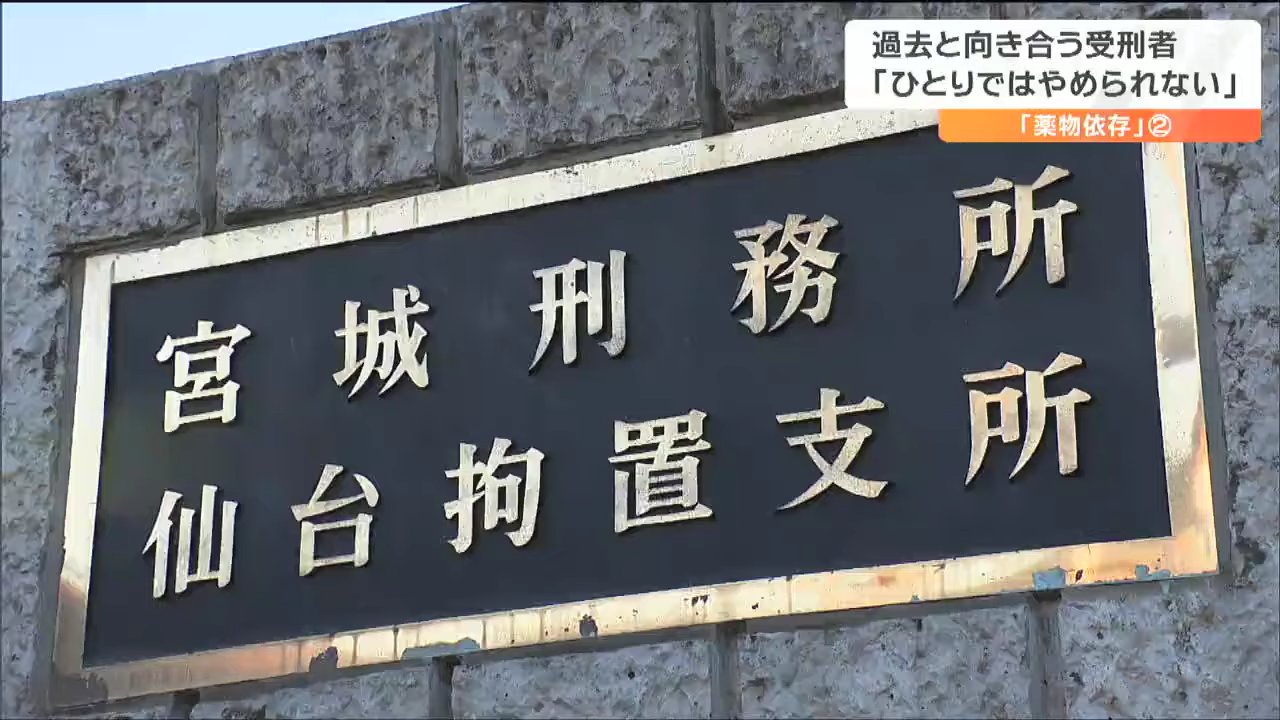 過去と向き合う受刑者
「ひとりではやめられない」
「薬物依存」②
宮城刑務所
仙台拘置支所